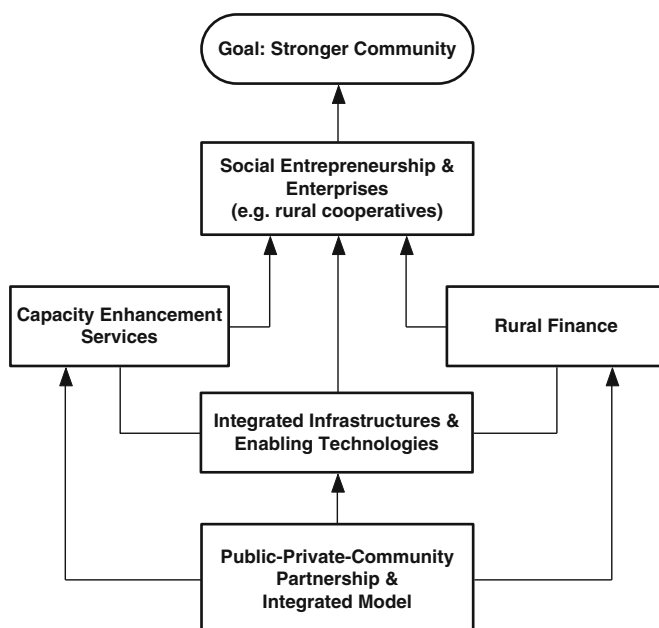 Goal: Stronger Community
Social Entrepreneurship &
Enterprises
(e.g. rural cooperatives)
Capacity Enhancement
Services
Rural Finance
Integrated Infrastructures &
Enabling Technologies
Public-Private-Community
Partnership &
Integrated Model